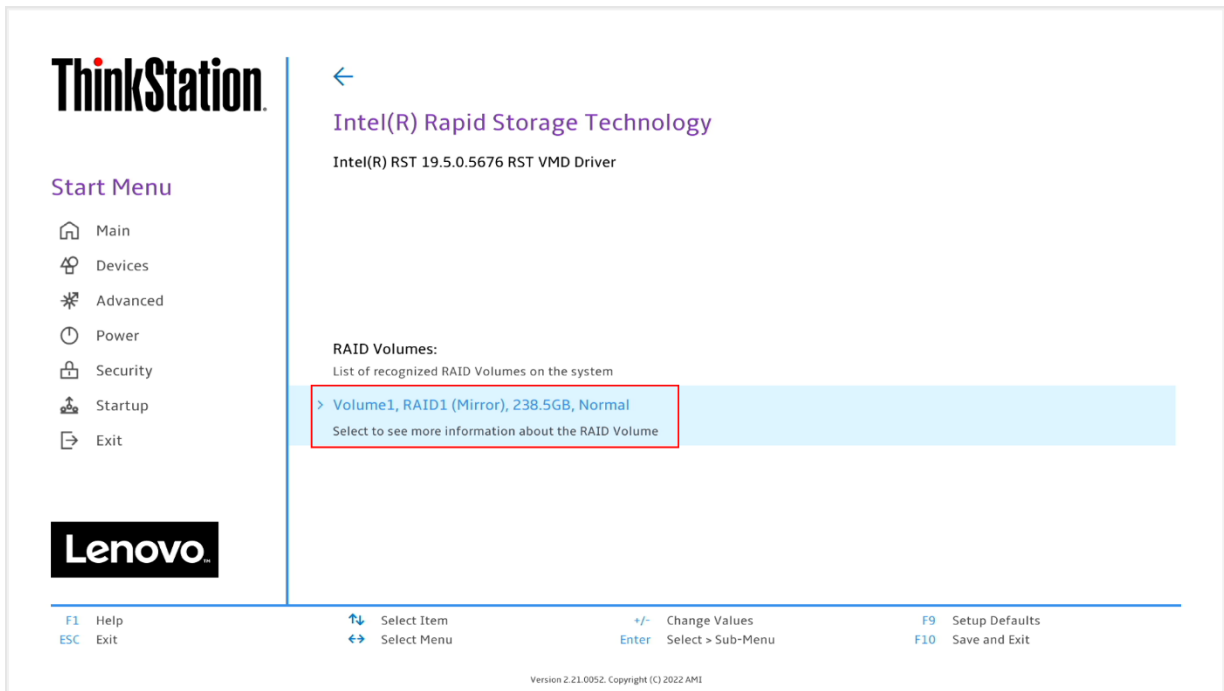 ThinkStation
Start Menu
Main
Devices
Advanced
Power
Security
Startup
Exit
Lenovo
Intel(R) Rapid Storage Technology
Intel(R) RST 19.5.0.5676 RST VMD Driver
RAID Volumes:
List of recognized RAID Volumes on the system
> Volume1, RAID1 (Mirror), 238.5GB, Normal
Select to see more information about the RAID Volume
F1 Help
ESC Exit
↑↓ Select Item
↔ Select Menu
+/- Change Values
Enter Select > Sub-Menu
F9 Setup Defaults
F10 Save and Exit
Version 2.21.0052. Copyright (C) 2022 AMI